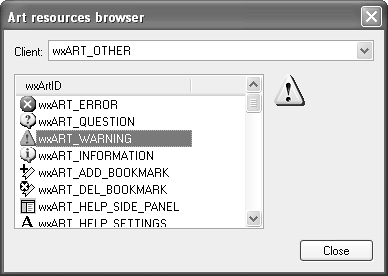 Art resources browser
Client: wxART_OTHER
wxArtID
wxART_ERROR
wxART_QUESTION
wxART_WARNING
wxART_INFORMATION
wxART_ADD_BOOKMARK
wxART_DEL_BOOKMARK
wxART_HELP_SIDE_PANEL
wxART_HELP_SETTINGS
Close